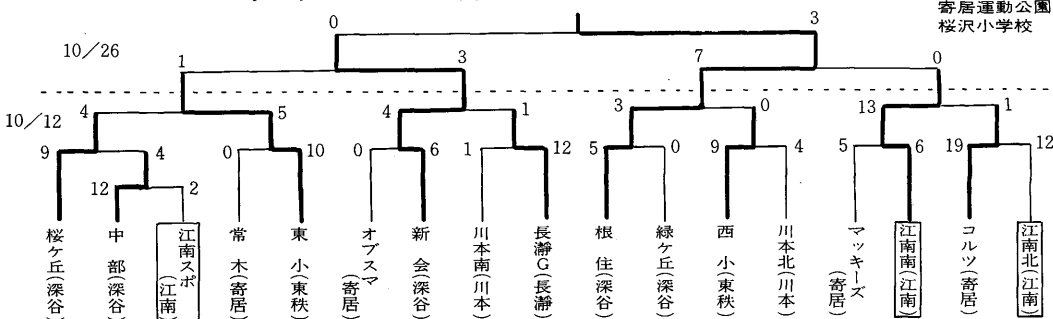 寄居運動公園
桜沢小学校
0 3
10/26
1 3 7 0
10/12
4 5 4 1 3 0 13 1
9 4 0 10 0 6 1 12 5 0 9 4 5 6 19 12
12 2
桜ケ丘(深谷)
中部(深谷)
江南スポ(江南)
常木(寄居)
東小(東秩)
オブスマ(寄居)
新会(深谷)
川本南(川本)
長瀞G(長瀞)
根住(深谷)
緑ケ丘(深谷)
西小(東秩)
川本北(川本)
マッキーズ(寄居)
江南南(江南)
コルツ(寄居)
江南北(江南)